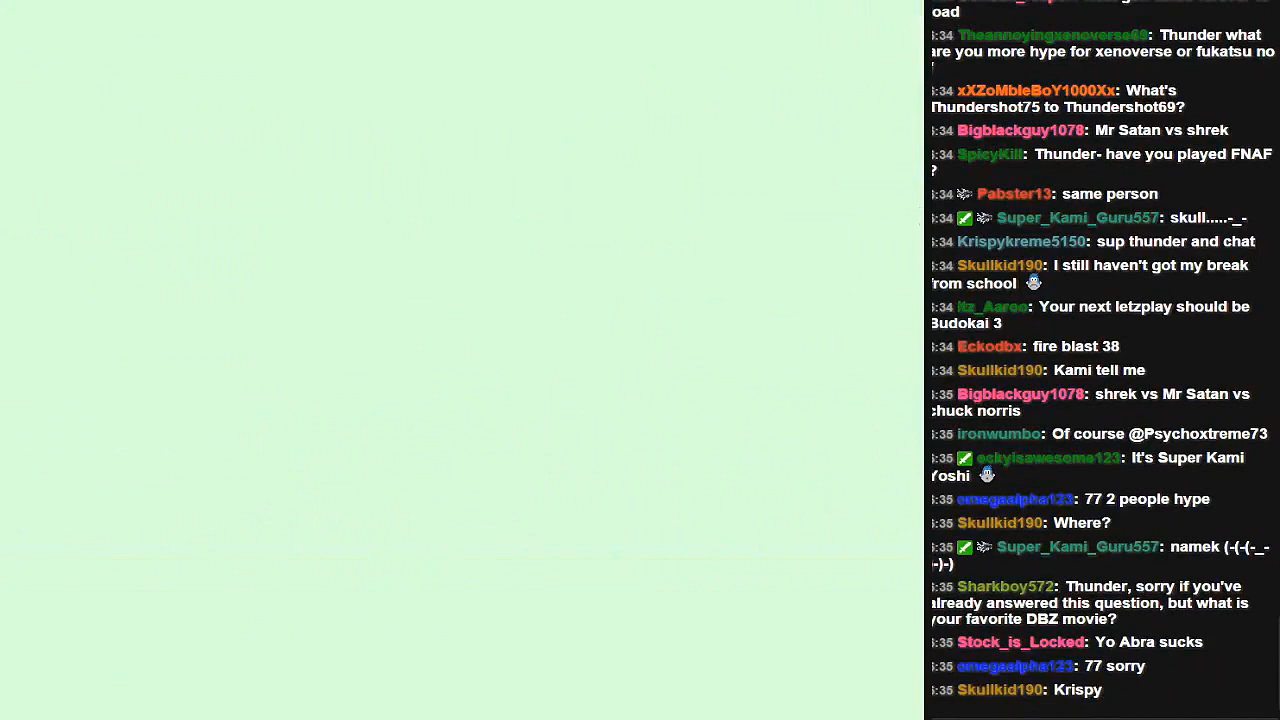 oad
:34 Theannoyingxenoverse69: Thunder what
are you more hype for xenoverse or fukatsu no
:34 xXZoMbIeBoY1000Xx: What's
Thundershot75 to Thundershot69?
:34 Bigblackguy1078: Mr Satan vs shrek
:34 SpicyKill: Thunder- have you played FNAF
?
:34 Pabster13: same person
:34 Super_Kami_Guru557: skull.....-_-
:34 Krispykreme5150: sup thunder and chat
:34 Skullkid190: I still haven't got my break
from school
:34 Itz_Aaroo: Your next letzplay should be
Budokai 3
:34 Eckodbx: fire blast 38
:34 Skullkid190: Kami tell me
:35 Bigblackguy1078: shrek vs Mr Satan vs
chuck norris
:35 ironwumbo: Of course @Psychoxtreme73
:35 eckyisawesome123: It's Super Kami
Yoshi
:35 omegaalpha123: 77 2 people hype
:35 Skullkid190: Where?
:35 Super_Kami_Guru557: namek (-(-(-_-
-)-)
:35 Sharkboy572: Thunder, sorry if you've
already answered this question, but what is
your favorite DBZ movie?
:35 Stock_is_Locked: Yo Abra sucks
:35 omegaalpha123: 77 sorry
:35 Skullkid190: Krispy